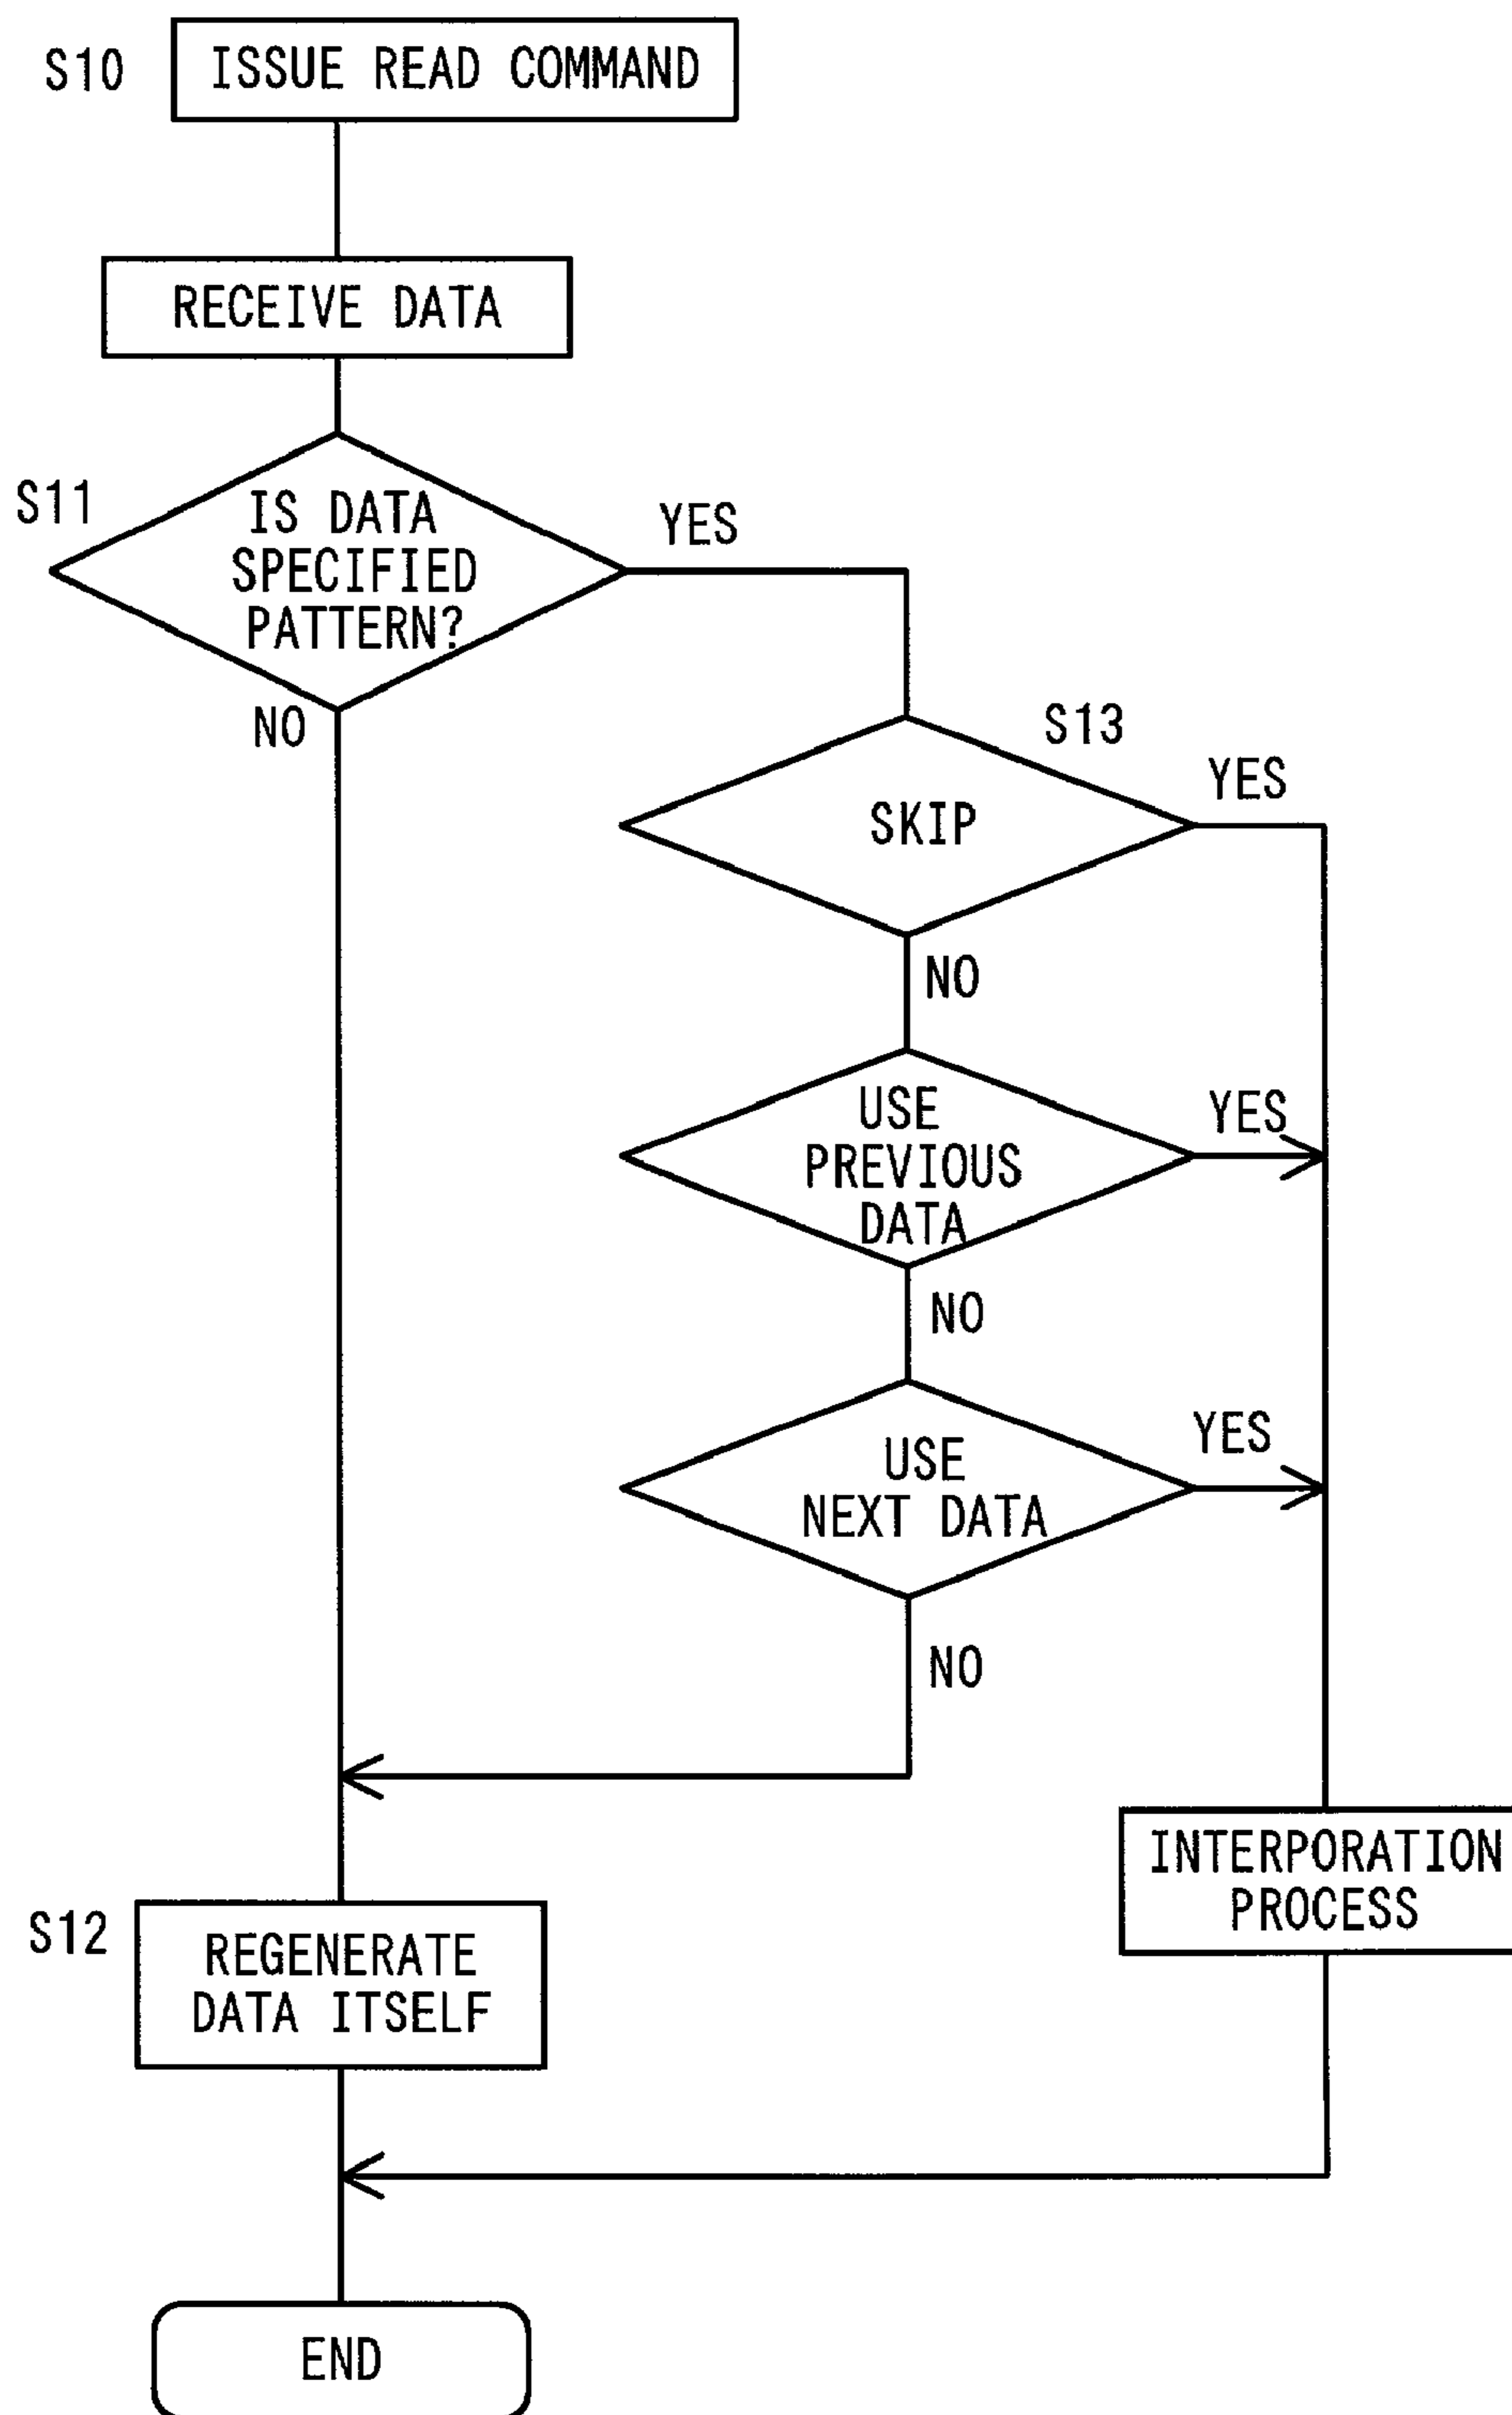 S10
ISSUE READ COMMAND
RECEIVE DATA
S11
IS DATA
SPECIFIED
PATTERN?
YES
NO
S13
SKIP
YES
NO
USE
PREVIOUS
DATA
YES
NO
USE
NEXT DATA
YES
NO
INTERPORATION
PROCESS
S12
REGENERATE
DATA ITSELF
END